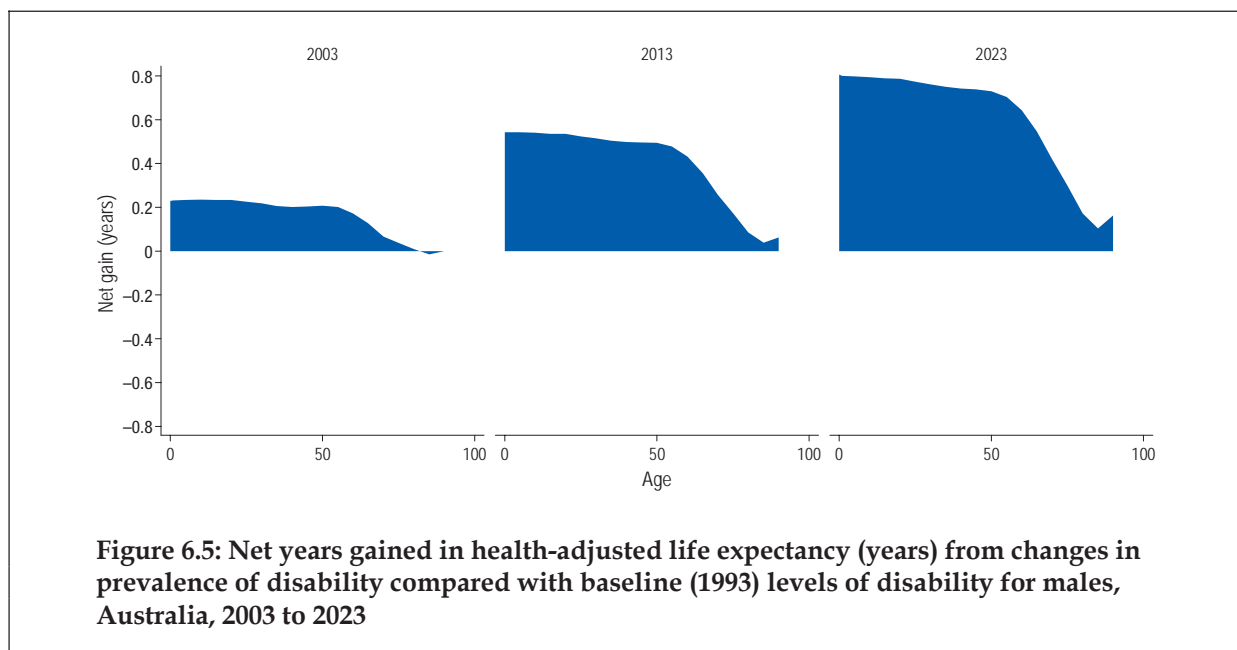 2003 2013 2023
0.8
0.6
0.4
0.2
0
–0.2
–0.4
–0.6
–0.8
Net gain (years)
0 50 100 0 50 100 0 50 100
Age
Figure 6.5: Net years gained in health-adjusted life expectancy (years) from changes in
prevalence of disability compared with baseline (1993) levels of disability for males,
Australia, 2003 to 2023